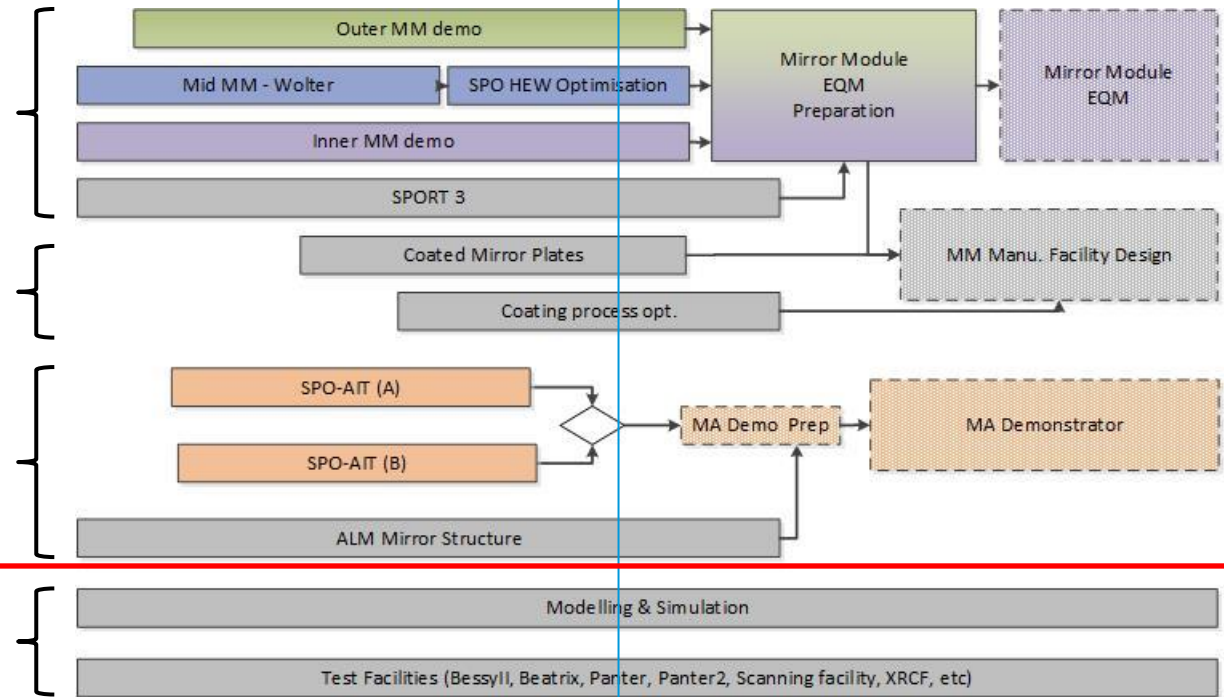 Outer MM demo
Mid MM - Wolter
SPO HEW Optimisation
Inner MM demo
SPORT 3
Mirror Module
EQM
Preparation
Mirror Module
EQM
Coated Mirror Plates
MM Manu. Facility Design
Coating process opt.
SPO-AIT (A)
SPO-AIT (B)
MA Demo Prep
MA Demonstrator
ALM Mirror Structure
Modelling & Simulation
Test Facilities (BessyII, Beatrix, Panter, Panter2, Scanning facility, XRCF, etc)